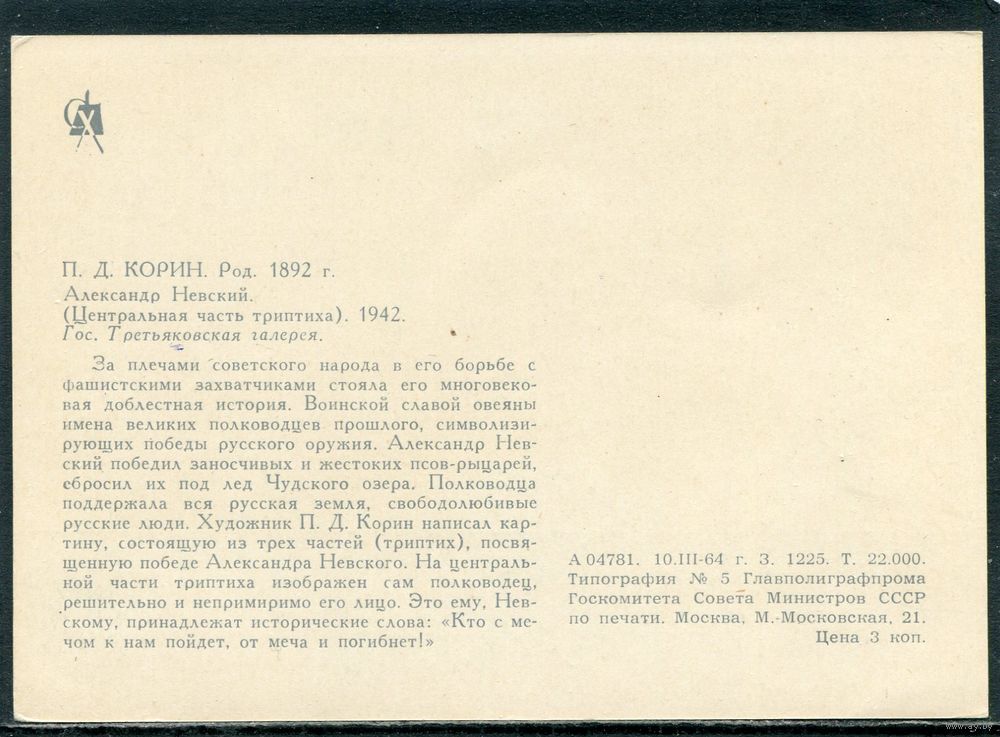 СХ
П. Д. КОРИН. Род. 1892 г.
Александр Невский.
(Центральная часть триптиха). 1942.
Гос. Третьяковская галерея.
За плечами советского народа в его борьбе с
фашистскими захватчиками стояла его многовеко-
вая доблестная история. Воинской славой овеяны
имена великих полководцев прошлого, символизи-
рующих победы русского оружия. Александр Нев-
ский победил заносчивых и жестоких псов-рыцарей,
сбросил их под лед Чудского озера. Полководца
поддержала вся русская земля, свободолюбивые
русские люди. Художник П. Д. Корин написал кар-
тину, состоящую из трех частей (триптих), посвя-
щенную победе Александра Невского. На централь-
ной части триптиха изображен сам полководец,
решительно и непримиримо его лицо. Это ему, Нев-
скому, принадлежат исторические слова: «Кто с ме-
чом к нам пойдет, от меча и погибнет!»
А 04781. 10.III-64 г. З. 1225. Т. 22.000.
Типография № 5 Главполиграфпрома
Госкомитета Совета Министров СССР
по печати. Москва, М.-Московская, 21.
Цена 3 коп.
www.ay.by